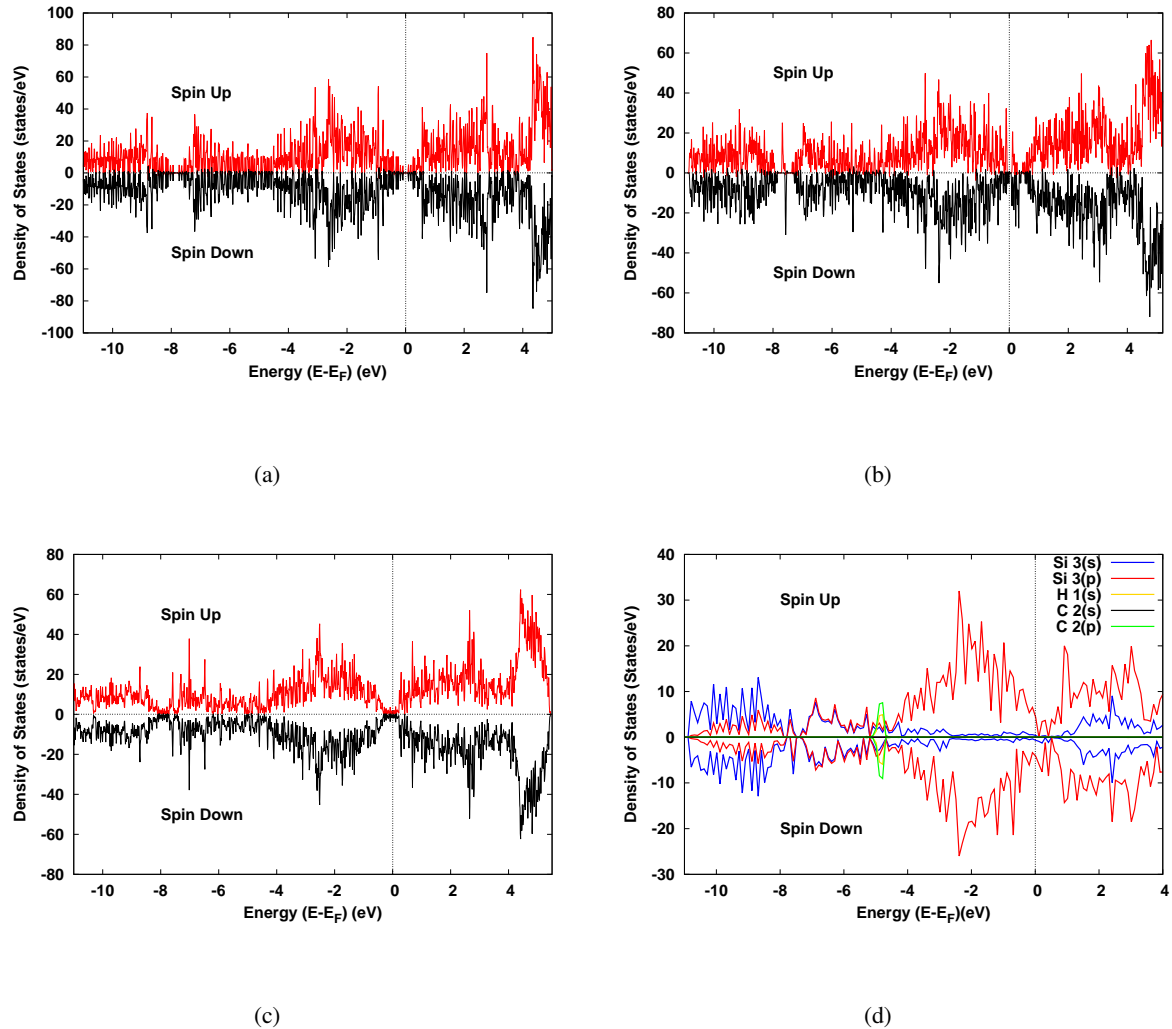 100
80
60
40
20
0
-20
-40
-60
-80
-100
Density of States (states/eV)
Spin Up
Spin Down
-10 -8 -6 -4 -2 0 2 4
Energy (E-EF) (eV)
(a)
80
60
40
20
0
-20
-40
-60
-80
Density of States (states/eV)
Spin Up
Spin Down
-10 -8 -6 -4 -2 0 2 4
Energy (E-EF) (eV)
(b)
80
60
40
20
0
-20
-40
-60
-80
Density of States (states/eV)
Spin Up
Spin Down
-10 -8 -6 -4 -2 0 2 4
Energy (E-EF) (eV)
(c)
40
30
20
10
0
-10
-20
-30
Density of States (States/eV)
Spin Up
Si 3(s)
Si 3(p)
H 1(s)
C 2(s)
C 2(p)
Spin Down
-10 -8 -6 -4 -2 0 2 4
Energy (E-EF)(eV)
(d)